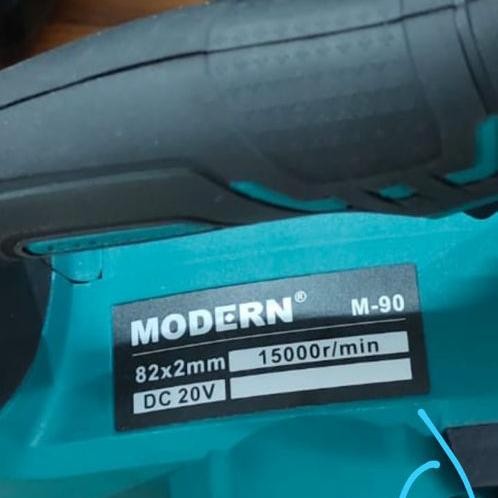 MODERN® M-90
82x2mm 15000r/min
DC 20V